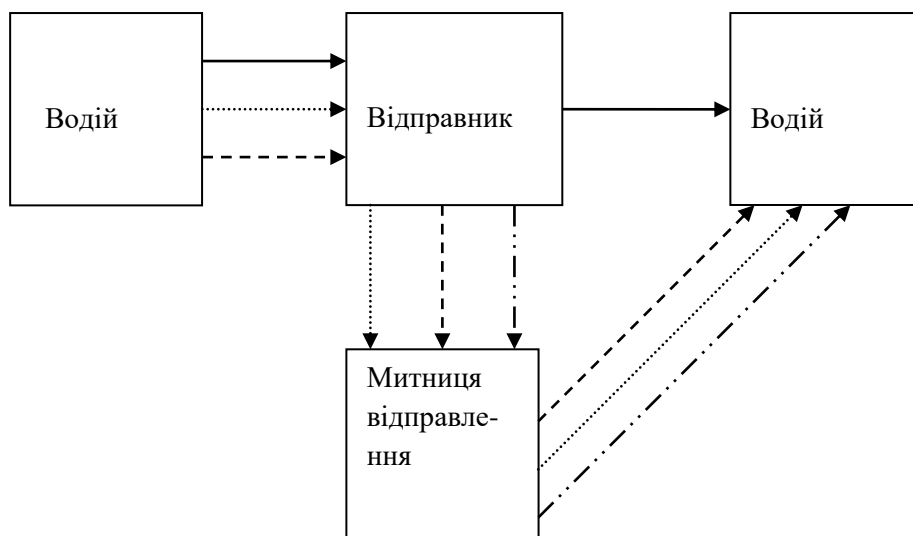 Водій
Відправник
Водій
Митниця
відправле-
ння